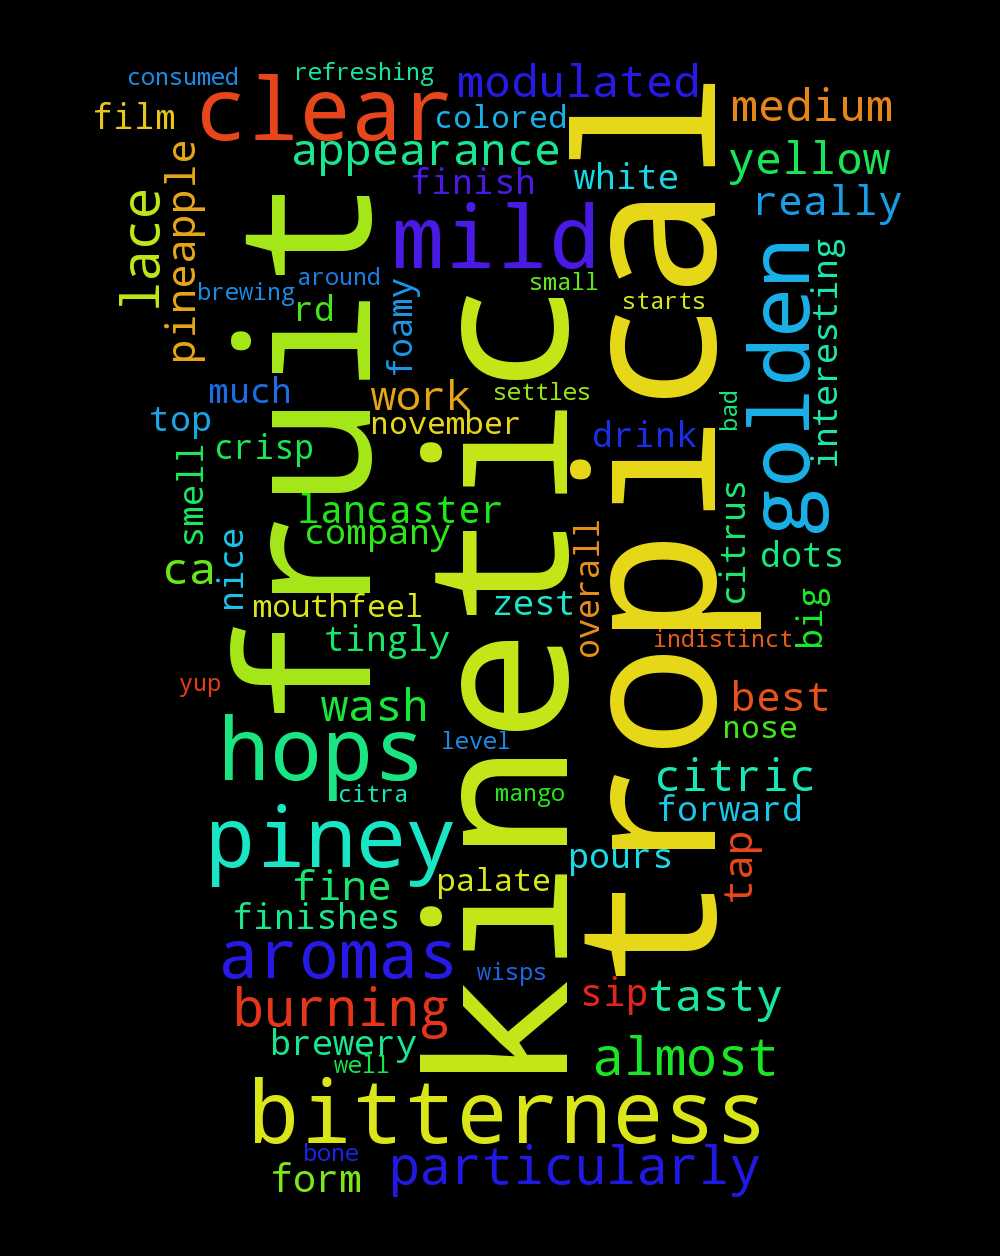 consumed
refreshing
clear
modulated
film
colored
medium
appearance
finish
white
yellow
really
pineapple
lace
mild
brewing
around
small
starts
rd
foamy
fruit
kinetic
tropical
golden
interesting
much
work
settles
top
november
bad
drink
crisp
smell
lancaster
company
citrus
overall
dots
ca
nice
mouthfeel
zest
big
tingly
indistinct
yup
wash
best
hops
level
nose
citra
mango
citric
forward
piney
pours
tap
fine
palate
finishes
aromas
wisps
burning
sip
tasty
brewery
well
almost
bitterness
bone
form
particularly